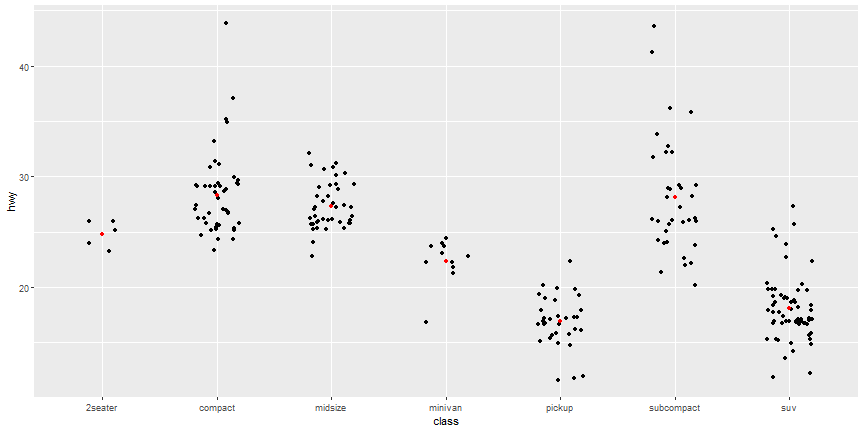 hwy
40
30
20
2seater compact midsize minivan pickup subcompact suv
class